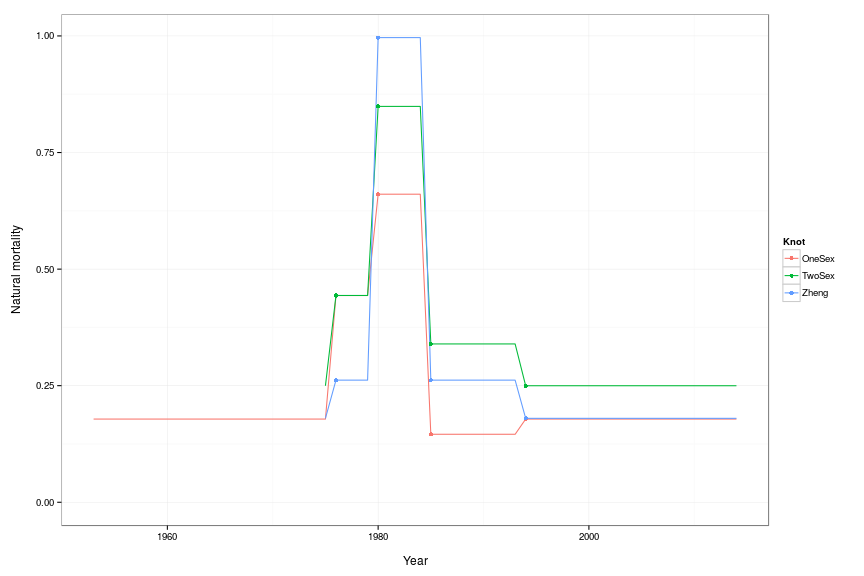 1.00
0.75
0.50
0.25
0.00
Natural mortality
1960
1980
2000
Year
Knot
OneSex
TwoSex
Zheng